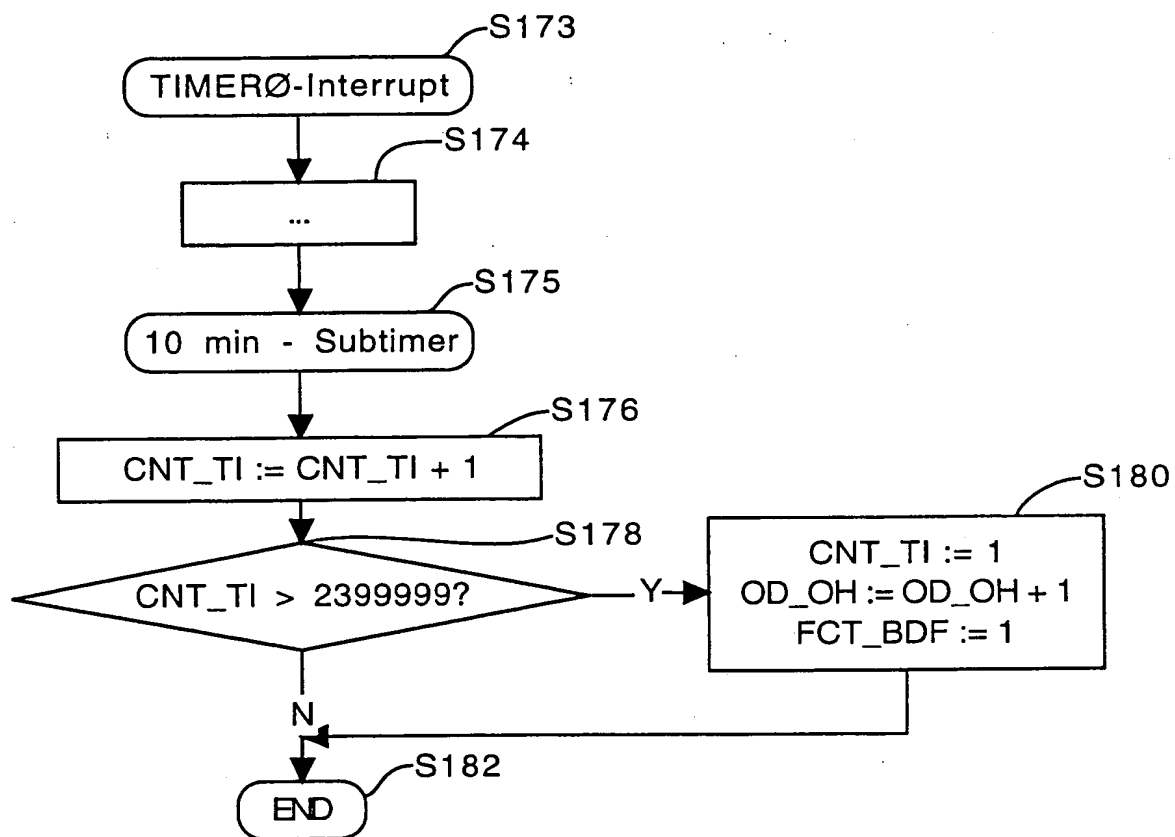 S173
TIMERØ-Interrupt
S174
...
S175
10 min - Subtimer
S176
CNT_TI := CNT_TI + 1
S178
CNT_TI > 2399999?
Y
S180
CNT_TI := 1
OD_OH := OD_OH + 1
FCT_BDF := 1
N
S182
END